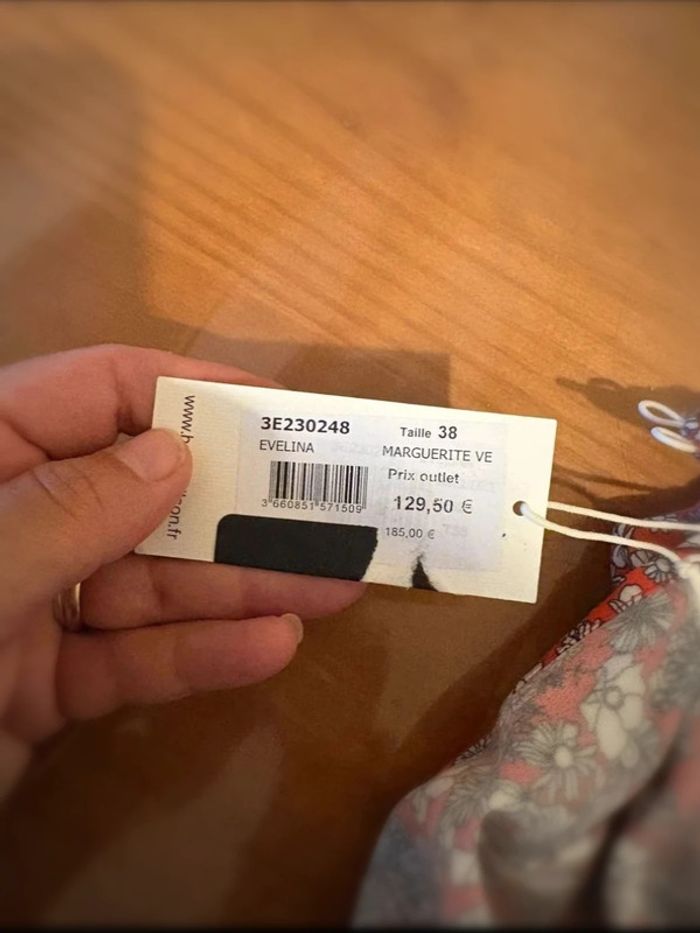 3E230248
Taille 38
EVELINA
MARGUERITE VE
Prix outlet
3 660851 571509
129,50 €
185,00 €